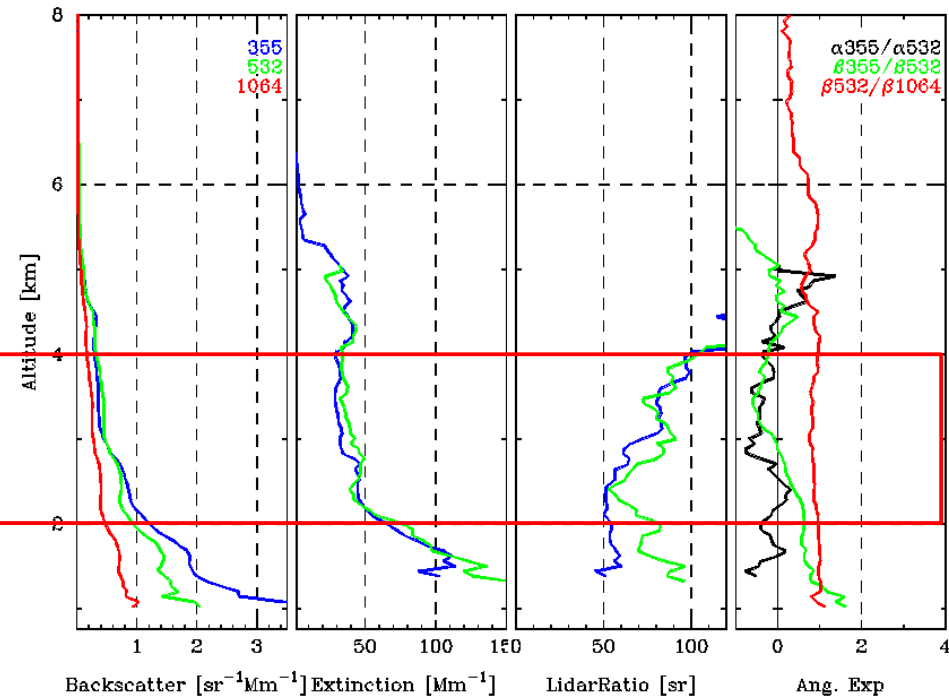 8
6
4
2
Altitude [km]
355
532
1064
α355/α532
β355/β532
β532/β1064
1 2 3
50 100 15
50 100
0 2 4
Backscatter [sr⁻¹Mm⁻¹] Extinction [Mm⁻¹] LidarRatio [sr] Ang. Exp